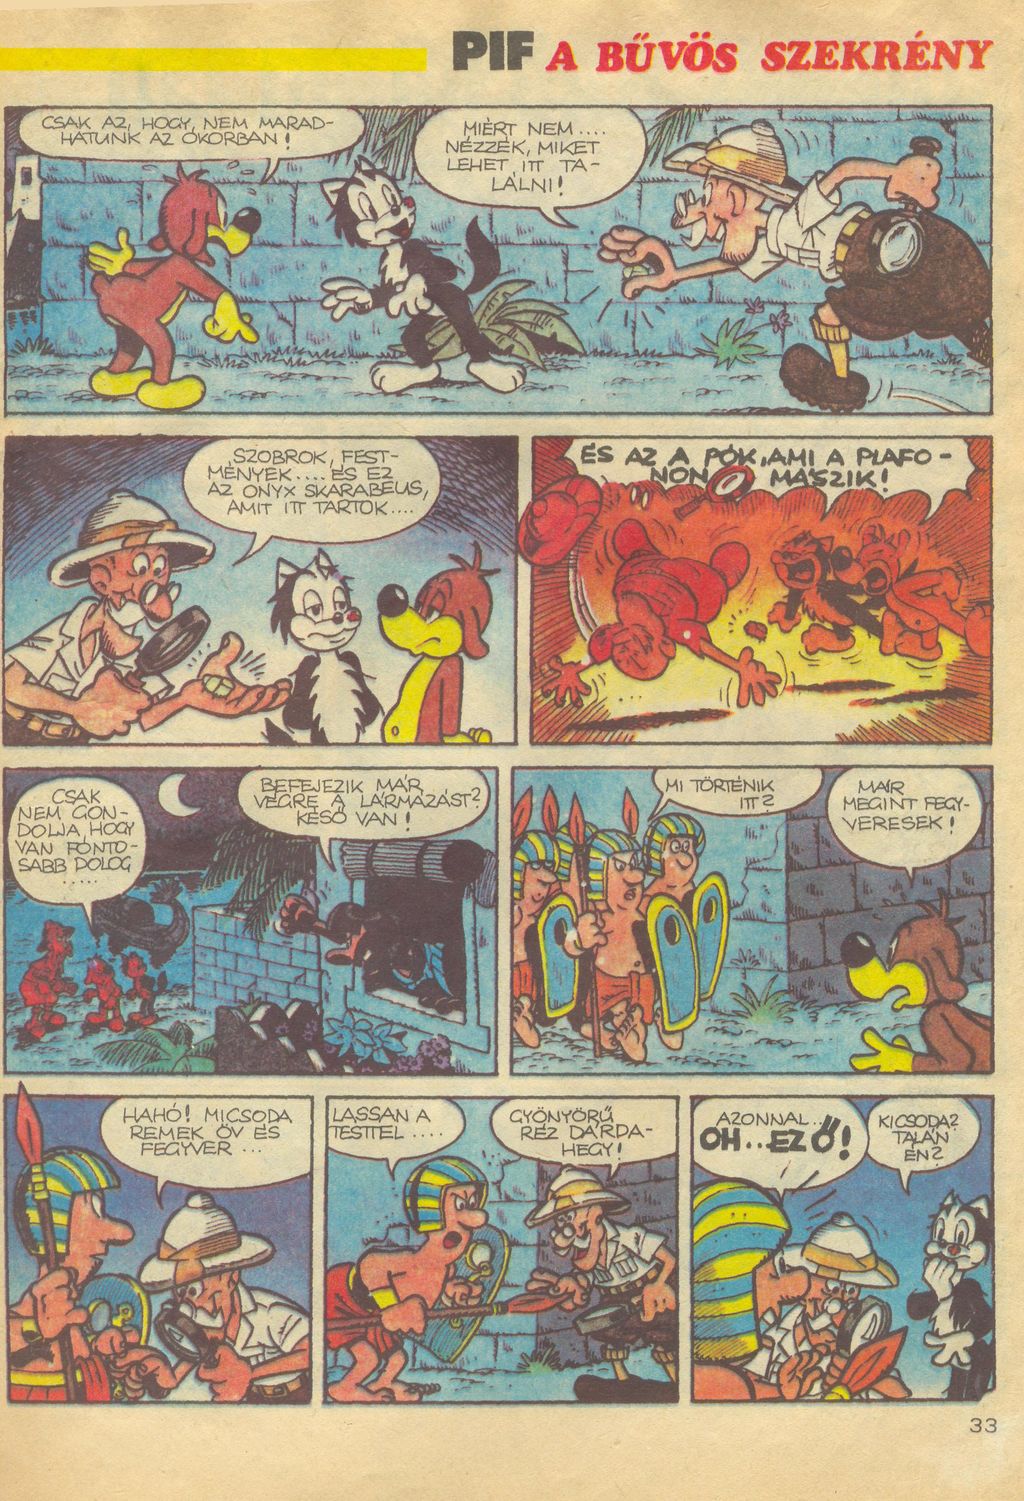 PIF A BŰVÖS SZEKRÉNY
CSAK AZ, HOGY, NEM MARAD-
HATUNK AZ ÓKORBAN!
MIÉRT NEM....
NÉZZÉK, MIKET
LEHET ITT TA-
LÁLNI!
SZOBROK, FEST-
MÉNYEK.... ÉS EZ
AZ ONYX SKARABEUS,
AMIT ITT TARTOK....
ÉS AZ A PÓK, AMI A PLAFO-
NON MÁSZIK!
CSAK
NEM GON-
DOLJA, HOGY
VAN FONTO-
SABB DOLOG
.....
BEFEJEZIK MÁR,
VÉGRE A LÁRMÁZÁST?
KÉSŐ VAN!
MI TÖRTÉNIK
ITT?
MÁR
MEGINT FEGY-
VERESEK!
HAHÓ! MICSODA
REMEK ÖV ÉS
FEGYVER ...
LASSAN A
TESTTEL ....
GYÖNYÖRŰ
RÉZ DÁRDA-
HEGY!
AZONNAL...
OH...EZ Ő!
KICSODA?
TALÁN
ÉN?
33